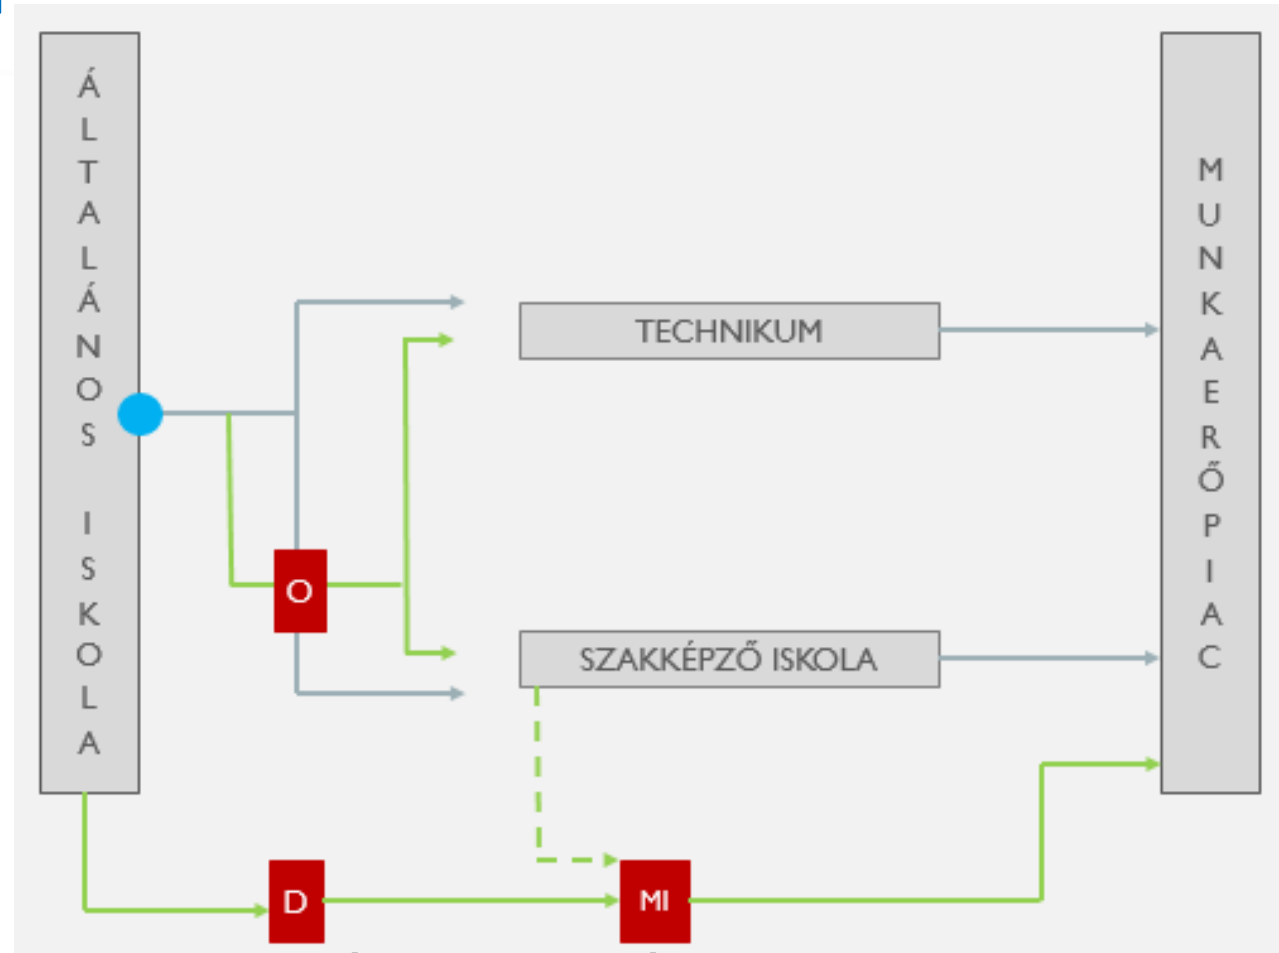 ÁLTALÁNOS ISKOLA
TECHNIKUM
O
SZAKKÉPZŐ ISKOLA
D
MI
MUNKAERŐPIAC